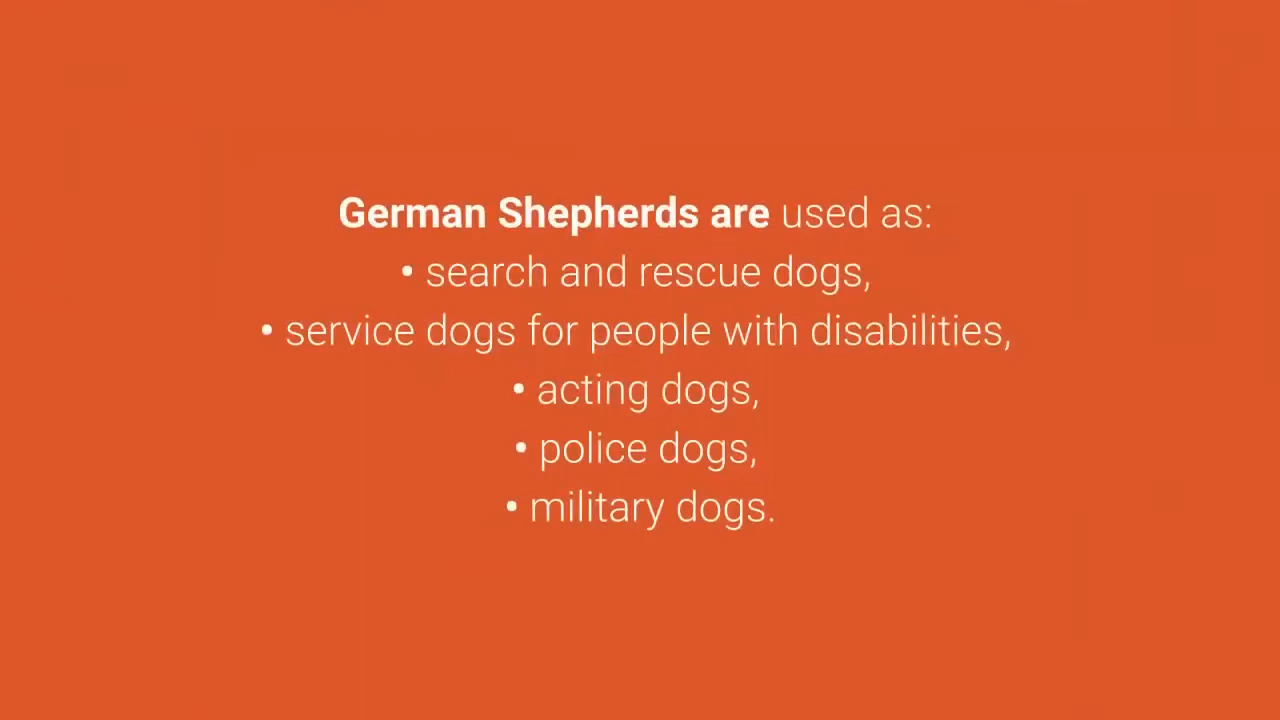 German Shepherds are used as:
• search and rescue dogs,
• service dogs for people with disabilities,
• acting dogs,
• police dogs,
• military dogs.